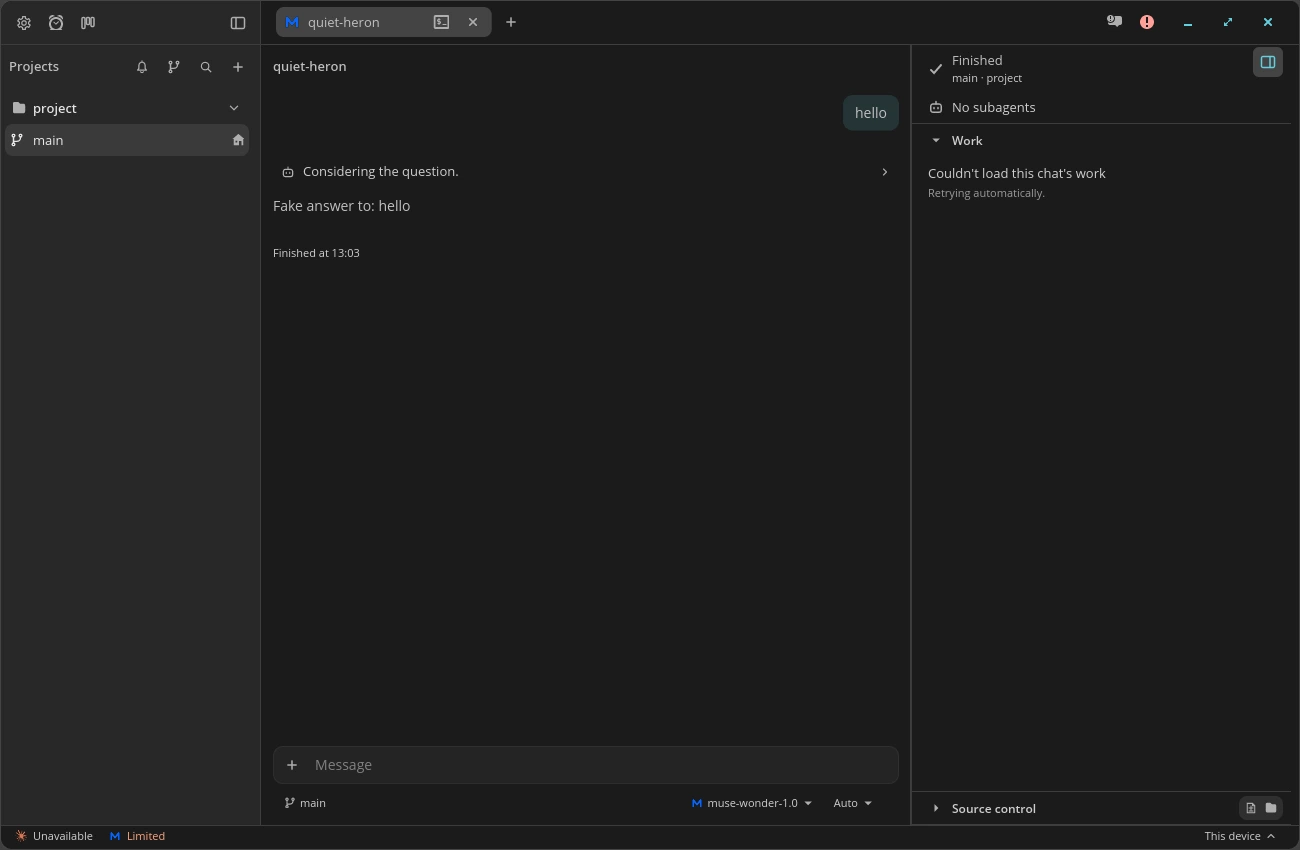 quiet-heron
Projects
project
main
quiet-heron
hello
Considering the question.
Fake answer to: hello
Finished at 13:03
Message
main
muse-wonder-1.0
Auto
Finished
main · project
No subagents
Work
Couldn't load this chat's work
Retrying automatically.
Source control
Unavailable
Limited
This device